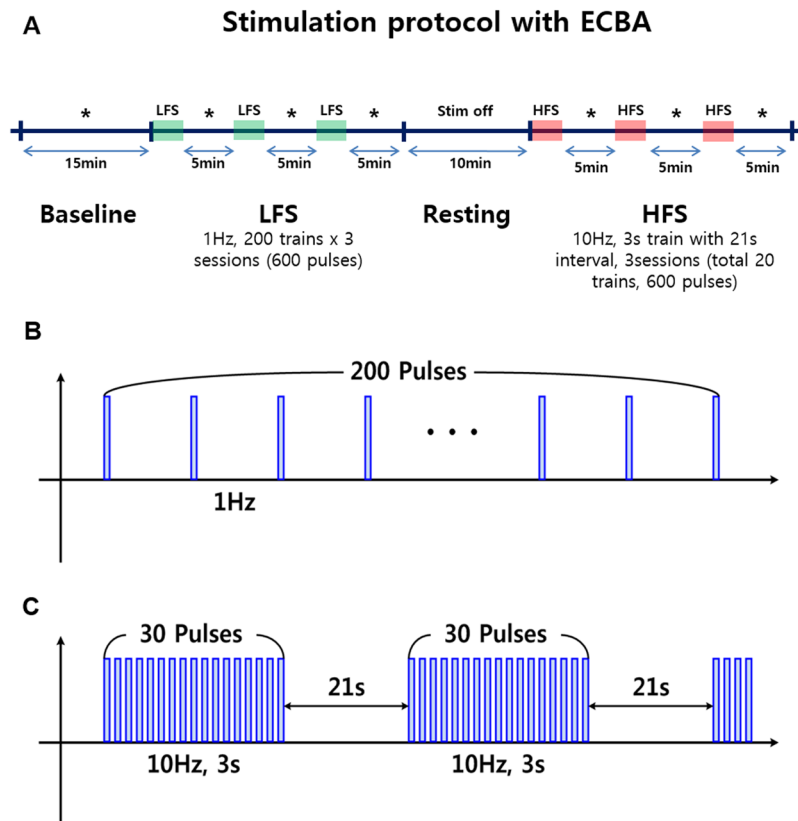 A
Stimulation protocol with ECBA
* LFS * LFS * LFS * Stim off HFS * HFS * HFS *
15min 5min 5min 5min 10min 5min 5min 5min
Baseline LFS Resting HFS
1Hz, 200 trains x 3
sessions (600 pulses)
10Hz, 3s train with 21s
interval, 3sessions (total 20
trains, 600 pulses)
B
200 Pulses
• • •
1Hz
C
30 Pulses 30 Pulses
21s 21s
10Hz, 3s 10Hz, 3s